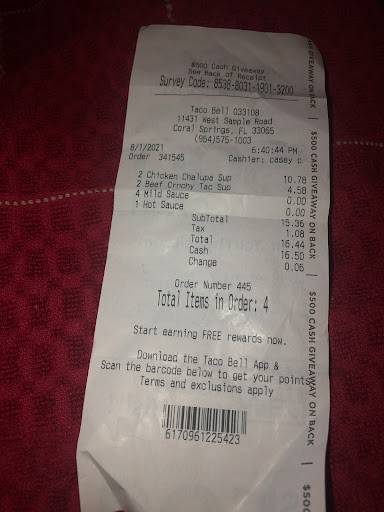 $500 Cash Giveaway
See Back of Receipt
Survey Code: 8536-8031-1901-3200
Taco Bell 033108
11431 West Sample Road
Coral Springs, FL 33065
(954)575-1003
8/1/2021 6:40:44 PM
Order 341545 Cashier: casey c
2 Chicken Chalupa Sup 10.78
2 Beef Crnchy Tac Sup 4.58
4 Mild Sauce 0.00
1 Hot Sauce 0.00
SubTotal 15.36
Tax 1.08
Total 16.44
Cash 16.50
Change 0.06
Order Number 445
Total Items in Order: 4
Start earning FREE rewards now.
Download the Taco Bell App &
Scan the barcode below to get your points
Terms and exclusions apply
6170961225423
GIVEAWAY ON BACK | $500 CASH GIVEAWAY ON BACK | $500 CASH GIVEAWAY ON BACK | $500